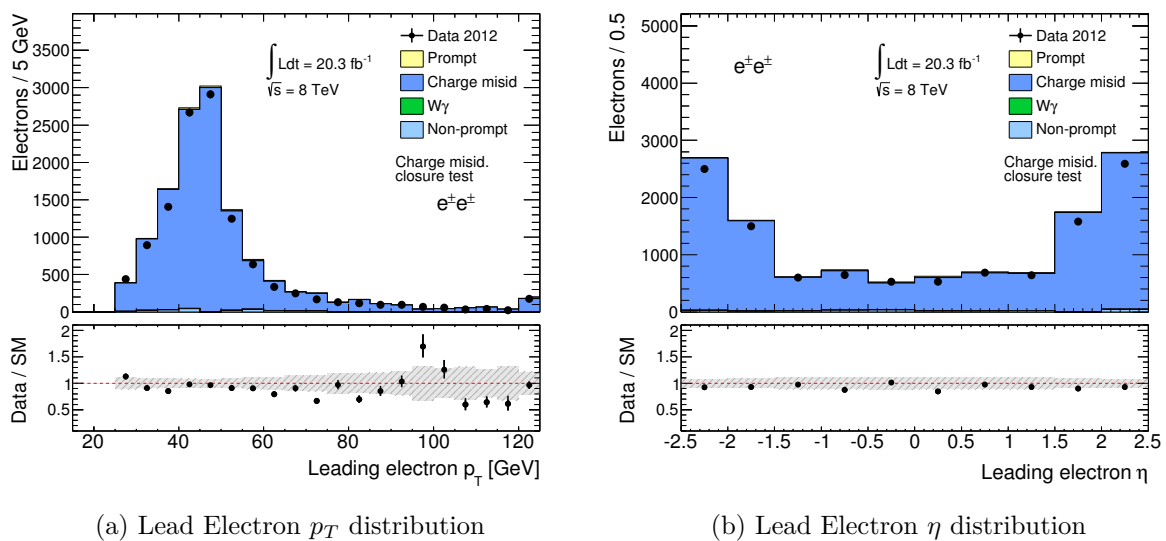 Electrons / 5 GeV
3500
3000
2500
2000
1500
1000
500
0
∫ Ldt = 20.3 fb⁻¹
√s = 8 TeV
Data 2012
Prompt
Charge misid
Wγ
Non-prompt
Charge misid.
closure test
e±e±
Data / SM
2
1.5
1
0.5
20 40 60 80 100 120
Leading electron p_T [GeV]
(a) Lead Electron p_T distribution
Electrons / 0.5
5000
4000
3000
2000
1000
0
e±e±
∫ Ldt = 20.3 fb⁻¹
√s = 8 TeV
Data 2012
Prompt
Charge misid
Wγ
Non-prompt
Charge misid.
closure test
Data / SM
2
1.5
1
0.5
-2.5 -2 -1.5 -1 -0.5 0 0.5 1 1.5 2 2.5
Leading electron η
(b) Lead Electron η distribution